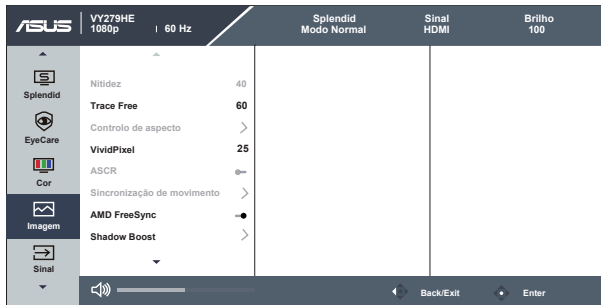 ASUS
VY279HE
1080p
60 Hz
Splendid
Modo Normal
Sinal
HDMI
Brilho
100
Splendid
EyeCare
Cor
Imagem
Sinal
Nitidez 40
Trace Free 60
Controlo de aspecto
VividPixel 25
ASCR
Sincronização de movimento
AMD FreeSync
Shadow Boost
Back/Exit
Enter